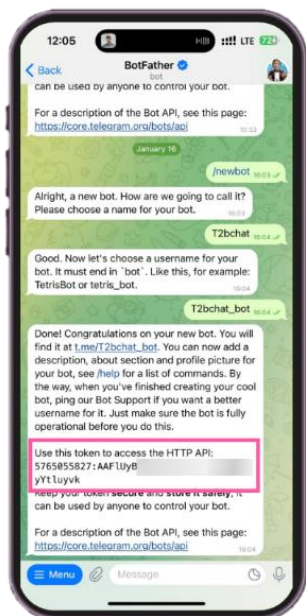 12:05
LTE
Back
BotFather
bot
can be used by anyone to control your bot.
For a description of the Bot API, see this page:
https://core.telegram.org/bots/api
January 16
/newbot
Alright, a new bot. How are we going to call it?
Please choose a name for your bot.
T2bchat
Good. Now let's choose a username for your
bot. It must end in `bot`. Like this, for example:
TetrisBot or tetris_bot.
T2bchat_bot
Done! Congratulations on your new bot. You will
find it at t.me/T2bchat_bot. You can now add a
description, about section and profile picture for
your bot, see /help for a list of commands. By
the way, when you've finished creating your cool
bot, ping our Bot Support if you want a better
username for it. Just make sure the bot is fully
operational before you do this.
Use this token to access the HTTP API:
5765055827:AAFlUyB
yYtluyvk
Keep your token secure and store it safely, it
can be used by anyone to control your bot.
For a description of the Bot API, see this page:
https://core.telegram.org/bots/api
16:04
Menu
Message